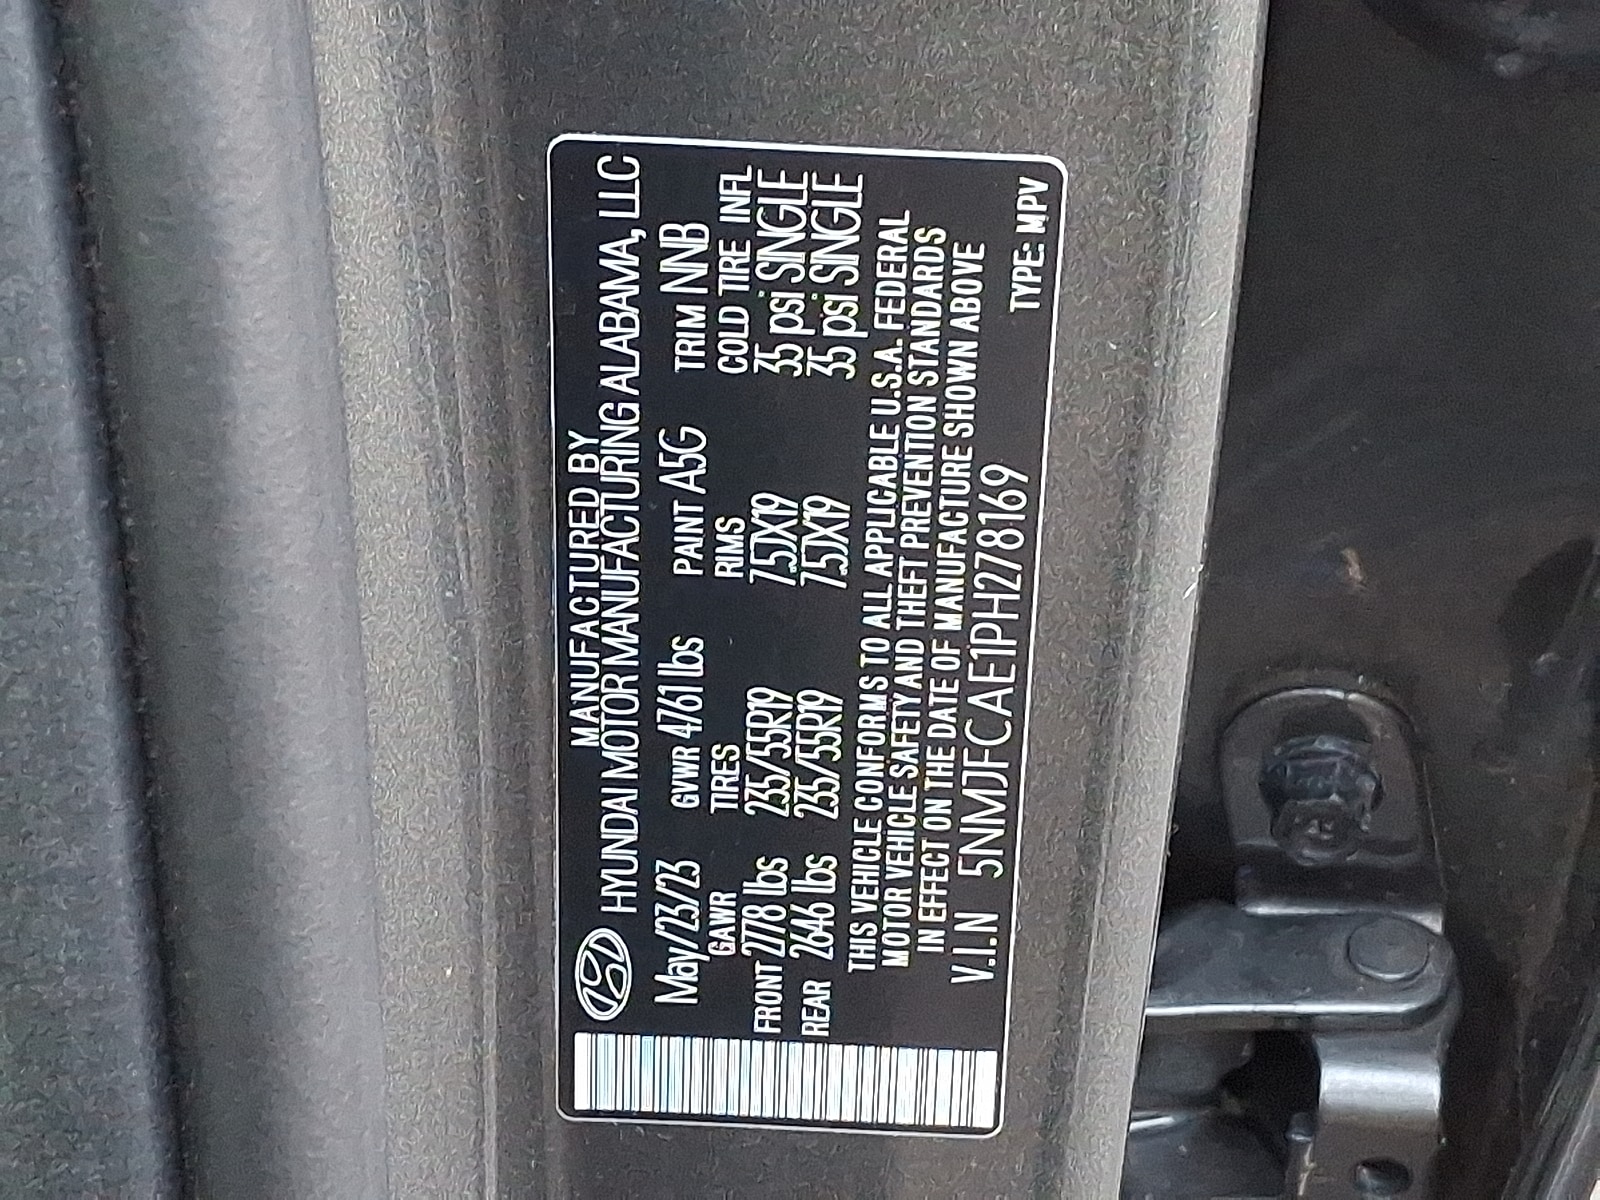 MANUFACTURED BY
HYUNDAI MOTOR MANUFACTURING ALABAMA, LLC
May/23/23 GVWR 4761 lbs PAINT A5G TRIM NNB
GAWR TIRES RIMS COLD TIRE INFL
FRONT 2778 lbs 235/55R19 7.5JX19 35 psi SINGLE
REAR 2646 lbs 235/55R19 7.5JX19 35 psi SINGLE
THIS VEHICLE CONFORMS TO ALL APPLICABLE U.S.A. FEDERAL
MOTOR VEHICLE SAFETY AND THEFT PREVENTION STANDARDS
IN EFFECT ON THE DATE OF MANUFACTURE SHOWN ABOVE
V.I.N 5NMJFCAE1PH278169
TYPE: MPV